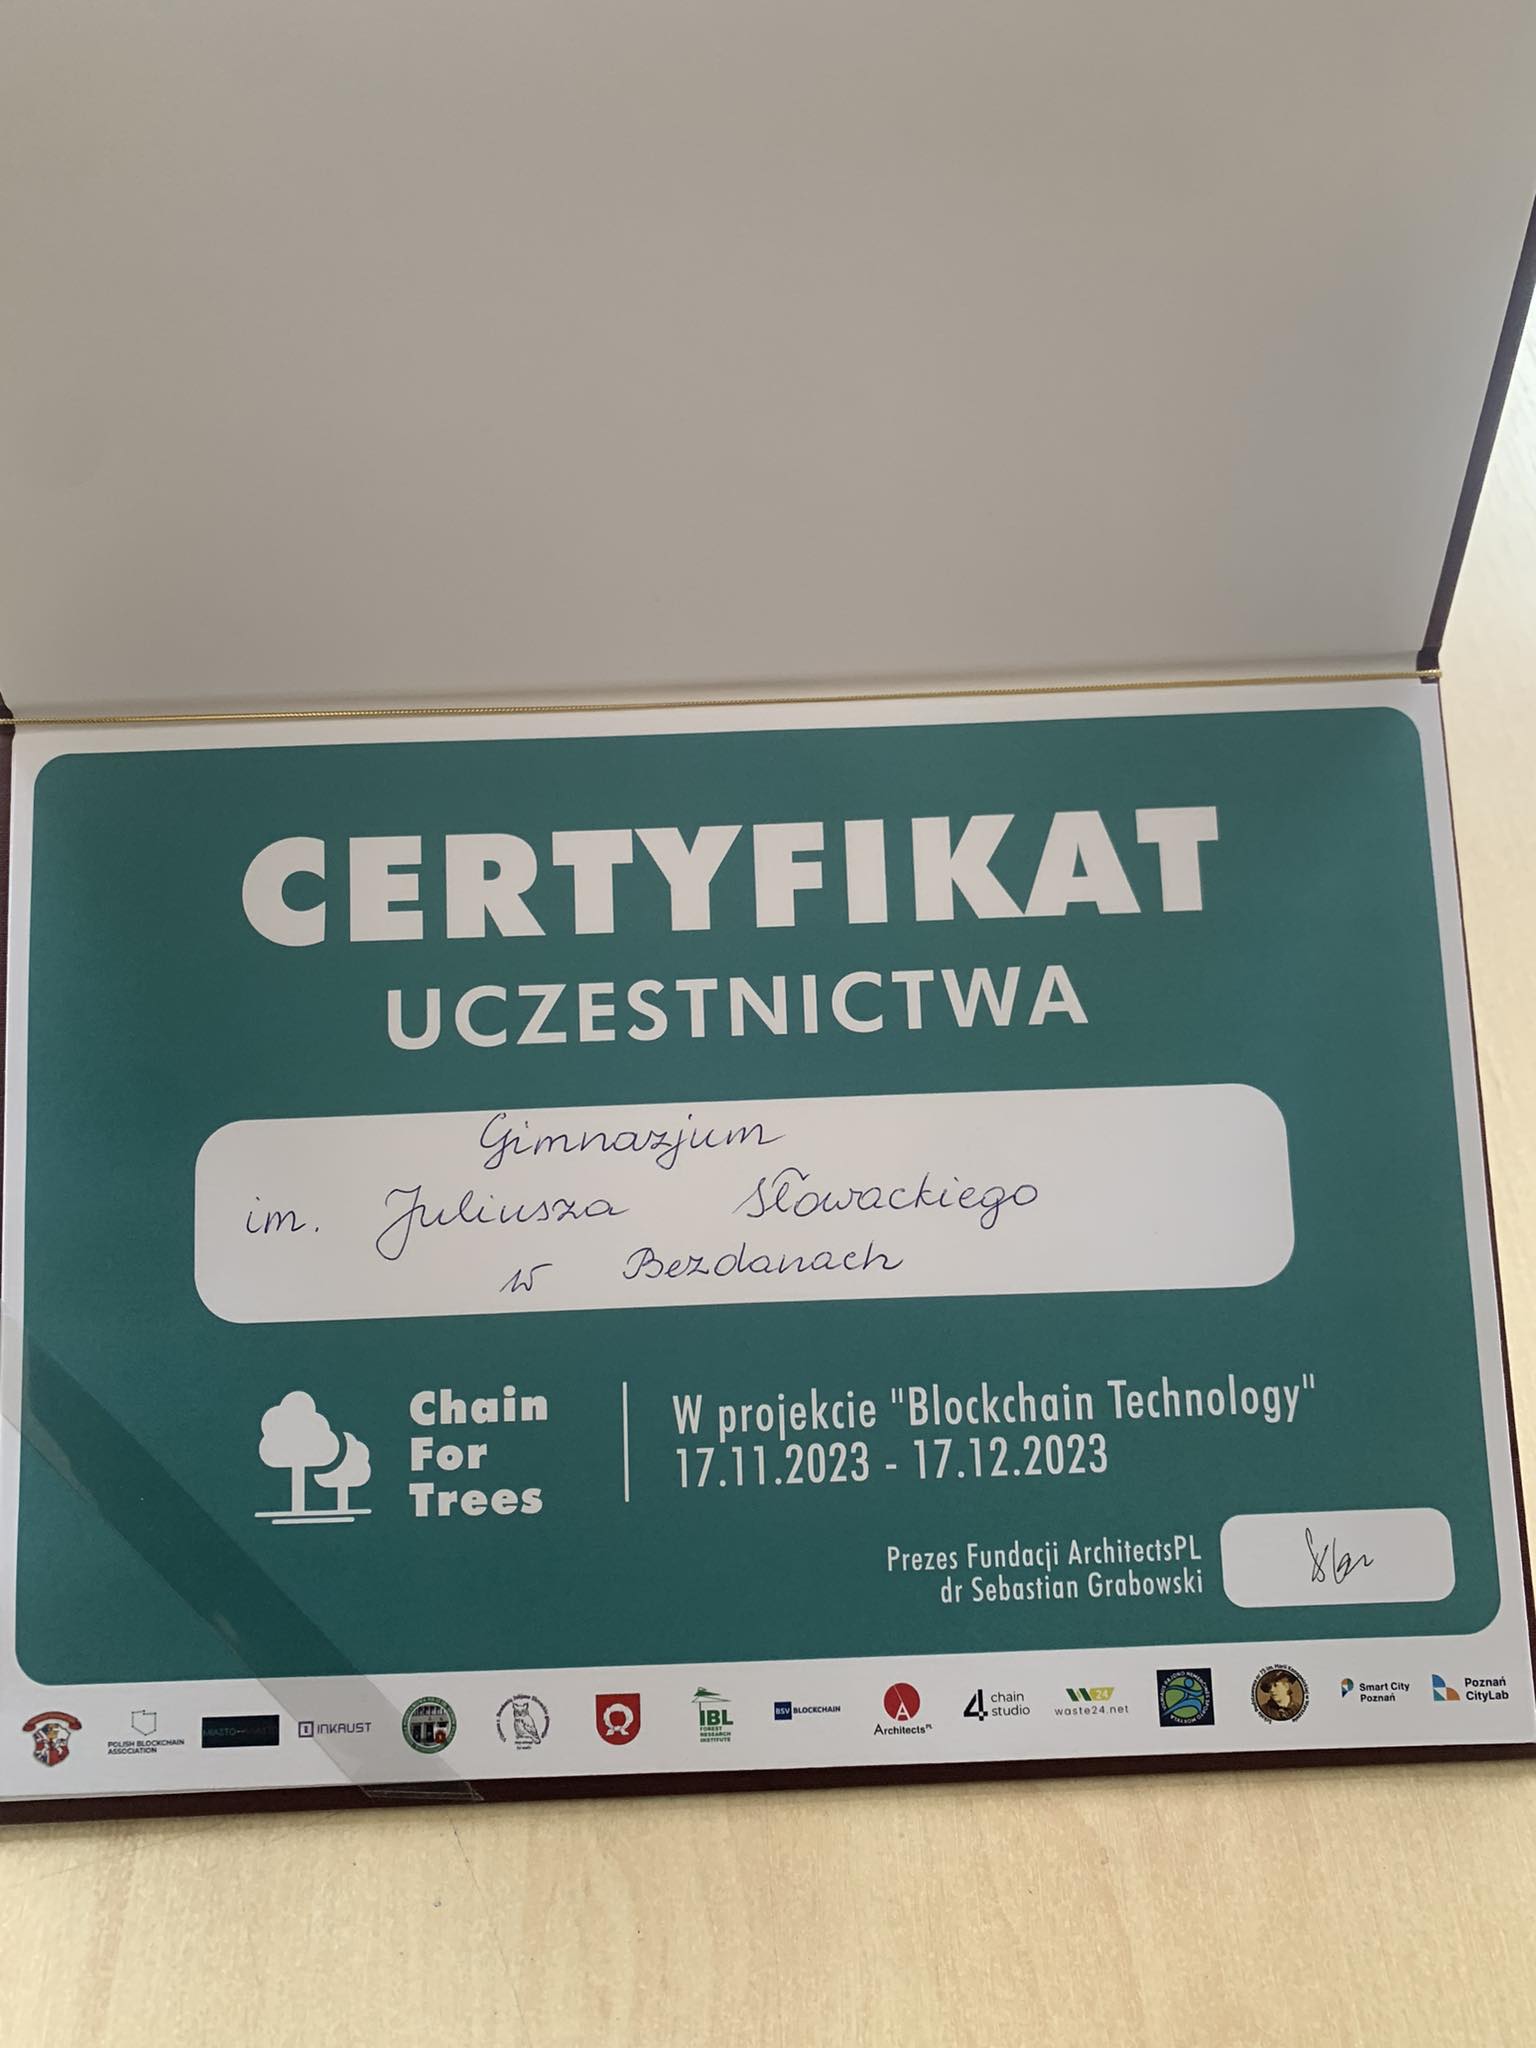 CERTYFIKAT
UCZESTNICTWA
Gimnazjum
im. Juliusza Słowackiego
w Bezdanach
Chain
For
Trees
W projekcie "Blockchain Technology"
17.11.2023 - 17.12.2023
Prezes Fundacji ArchitectsPL
dr Sebastian Grabowski
POLISH BLOCKCHAIN
ASSOCIATION
INKAUST
IBL
FOREST
RESEARCH
INSTITUTE
BSV BLOCKCHAIN
Architects PL
4 chain
studio
24
waste24.net
Smart City
Poznań
Poznań
CityLab